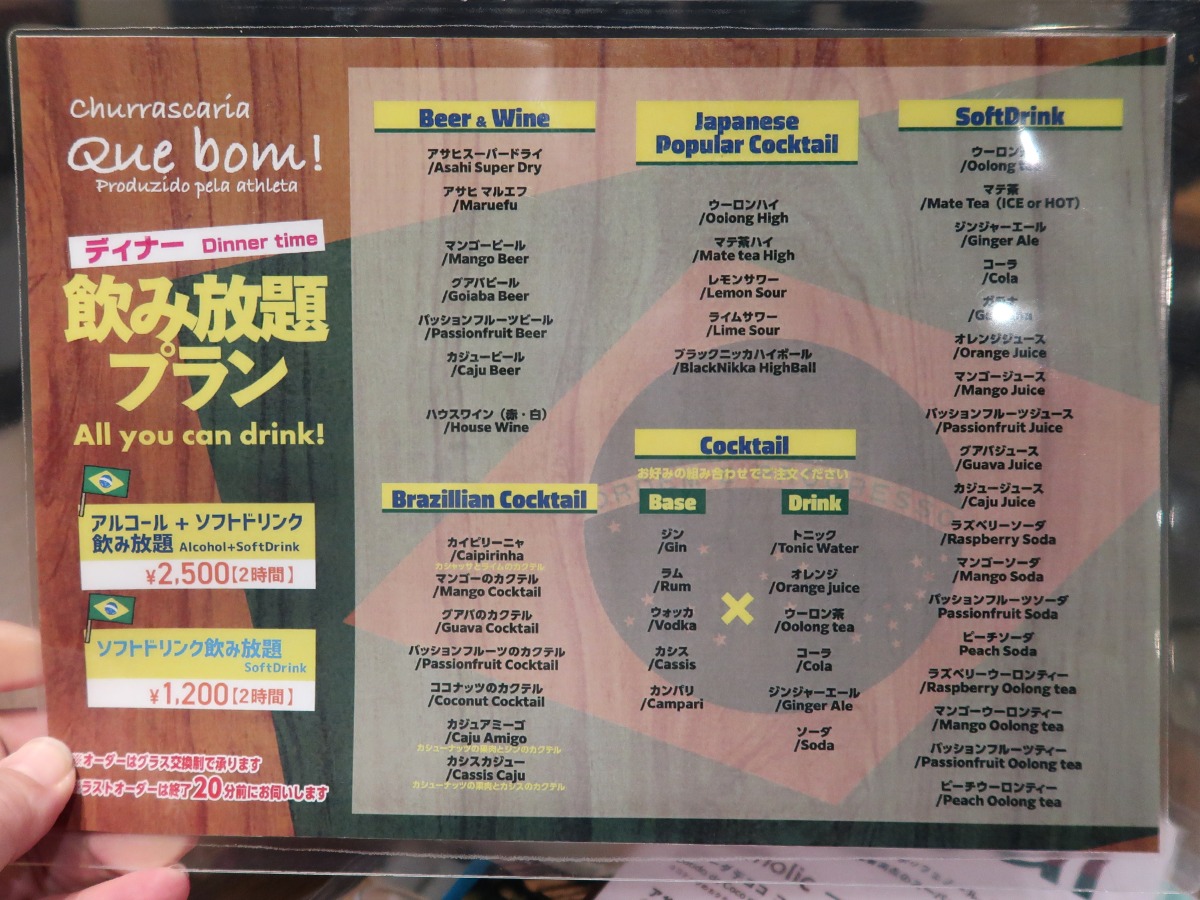 Churrascaria
Que bom!
Produzido pela athleta
ディナー Dinner time
飲み放題
プラン
All you can drink!
アルコール + ソフトドリンク
飲み放題 Alcohol+SoftDrink
¥2,500【2時間】
ソフトドリンク飲み放題
SoftDrink
¥1,200【2時間】
※オーダーはグラス交換制で承ります
ラストオーダーは終了20分前にお伺いします
Beer & Wine
アサヒスーパードライ
/Asahi Super Dry
アサヒ マルエフ
/Maruefu
マンゴービール
/Mango Beer
グアバビール
/Goiaba Beer
パッションフルーツビール
/Passionfruit Beer
カジュービール
/Caju Beer
ハウスワイン（赤・白）
/House Wine
Brazillian Cocktail
カイピリーニャ
/Caipirinha
カシャッサとライムのカクテル
マンゴーのカクテル
/Mango Cocktail
グアバのカクテル
/Guava Cocktail
パッションフルーツのカクテル
/Passionfruit Cocktail
ココナッツのカクテル
/Coconut Cocktail
カジュアミーゴ
/Caju Amigo
カシューナッツの果肉とジンのカクテル
カシスカジュー
/Cassis Caju
カシューナッツの果肉とカシスのカクテル
Japanese
Popular Cocktail
ウーロンハイ
/Oolong High
マテ茶ハイ
/Mate tea High
レモンサワー
/Lemon Sour
ライムサワー
/Lime Sour
ブラックニッカハイボール
/BlackNikka HighBall
Cocktail
お好みの組み合わせでご注文ください
Base
Drink
ジン
/Gin
ラム
/Rum
ウォッカ
/Vodka
カシス
/Cassis
カンパリ
/Campari
×
トニック
/Tonic Water
オレンジ
/Orange juice
ウーロン茶
/Oolong tea
コーラ
/Cola
ジンジャーエール
/Ginger Ale
ソーダ
/Soda
SoftDrink
/Oolong
マテ茶
/Mate Tea（ICE or HOT）
ジンジャーエール
/Ginger Ale
コーラ
/Cola
オレンジジュース
/Orange Juice
マンゴージュース
/Mango Juice
パッションフルーツジュース
/Passionfruit Juice
グアバジュース
/Guava Juice
カジュージュース
/Caju Juice
ラズベリーソーダ
/Raspberry Soda
マンゴーソーダ
/Mango Soda
パッションフルーツソーダ
Passionfruit Soda
ピーチソーダ
Peach Soda
ラズベリーウーロンティー
/Raspberry Oolong tea
マンゴーウーロンティー
/Mango Oolong tea
パッションフルーツティー
/Passionfruit Oolong tea
ピーチウーロンティー
/Peach Oolong tea